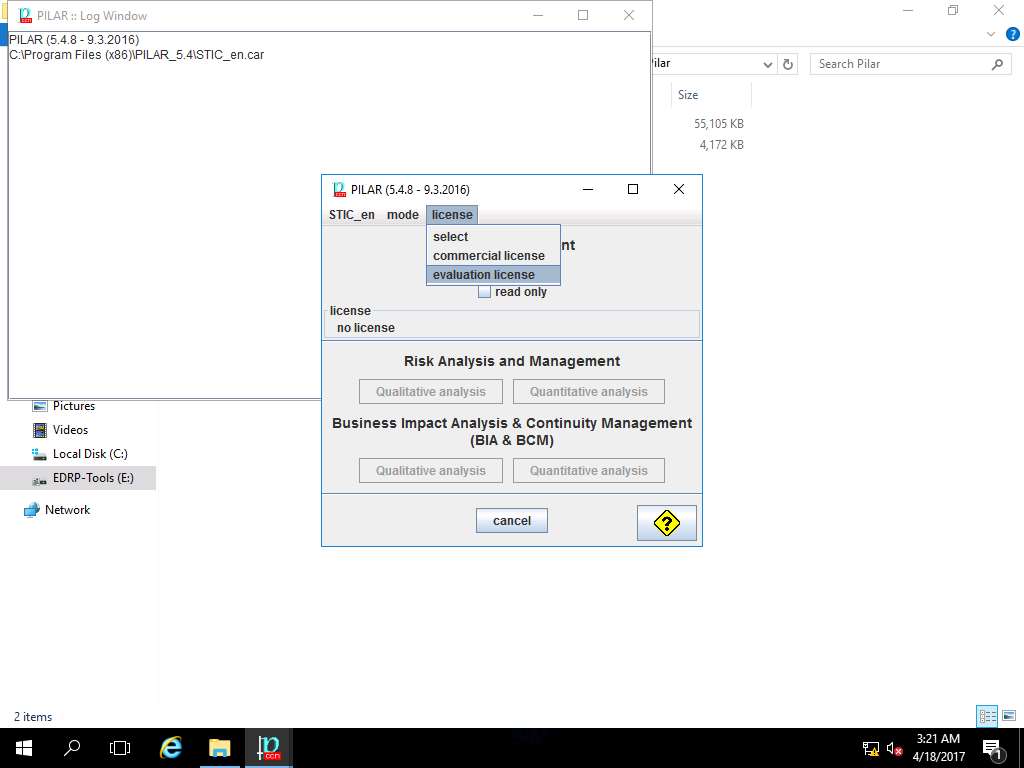 PILAR :: Log Window
PILAR (5.4.8 - 9.3.2016)
C:\Program Files (x86)\PILAR_5.4\STIC_en.car
?
Search Pilar
Size
55,105 KB
4,172 KB
PILAR (5.4.8 - 9.3.2016)
STIC_en mode license
select
commercial license
evaluation license
read only
license
no license
Risk Analysis and Management
Qualitative analysis Quantitative analysis
Business Impact Analysis & Continuity Management
(BIA & BCM)
Qualitative analysis Quantitative analysis
cancel
?
Pictures
Videos
Local Disk (C:)
EDRP-Tools (E:)
Network
2 items
3:21 AM
4/18/2017
1